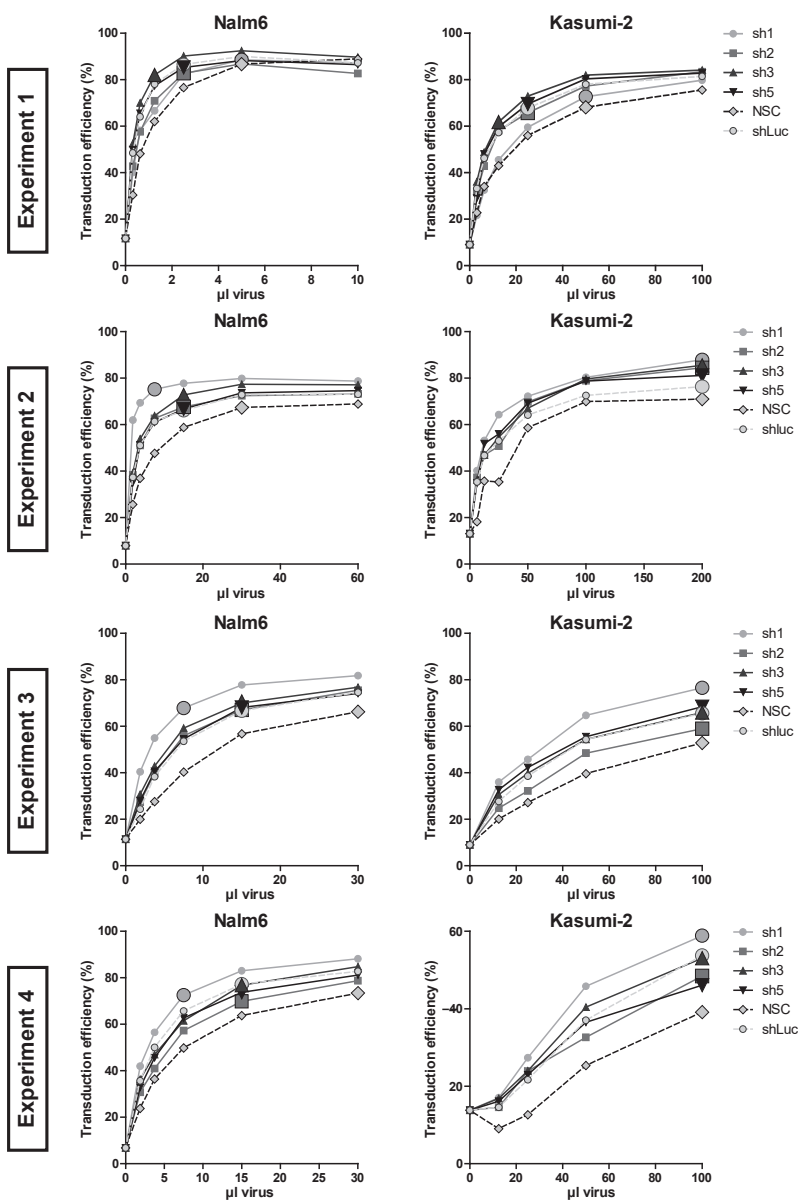 Experiment 1
Nalm6
Transduction efficiency (%)
100
80
60
40
20
0
0 2 4 6 8 10
µl virus
Kasumi-2
Transduction efficiency (%)
100
80
60
40
20
0
0 20 40 60 80 100
µl virus
sh1
sh2
sh3
sh5
NSC
shLuc
Experiment 2
Nalm6
Transduction efficiency (%)
100
80
60
40
20
0
0 20 40 60
µl virus
Kasumi-2
Transduction efficiency (%)
100
80
60
40
20
0
0 50 100 150 200
µl virus
sh1
sh2
sh3
sh5
NSC
shluc
Experiment 3
Nalm6
Transduction efficiency (%)
100
80
60
40
20
0
0 10 20 30
µl virus
Kasumi-2
Transduction efficiency (%)
100
80
60
40
20
0
0 20 40 60 80 100
µl virus
sh1
sh2
sh3
sh5
NSC
shluc
Experiment 4
Nalm6
Transduction efficiency (%)
100
80
60
40
20
0
0 5 10 15 20 25 30
µl virus
Kasumi-2
Transduction efficiency (%)
60
40
20
0
0 20 40 60 80 100
µl virus
sh1
sh2
sh3
sh5
NSC
shLuc